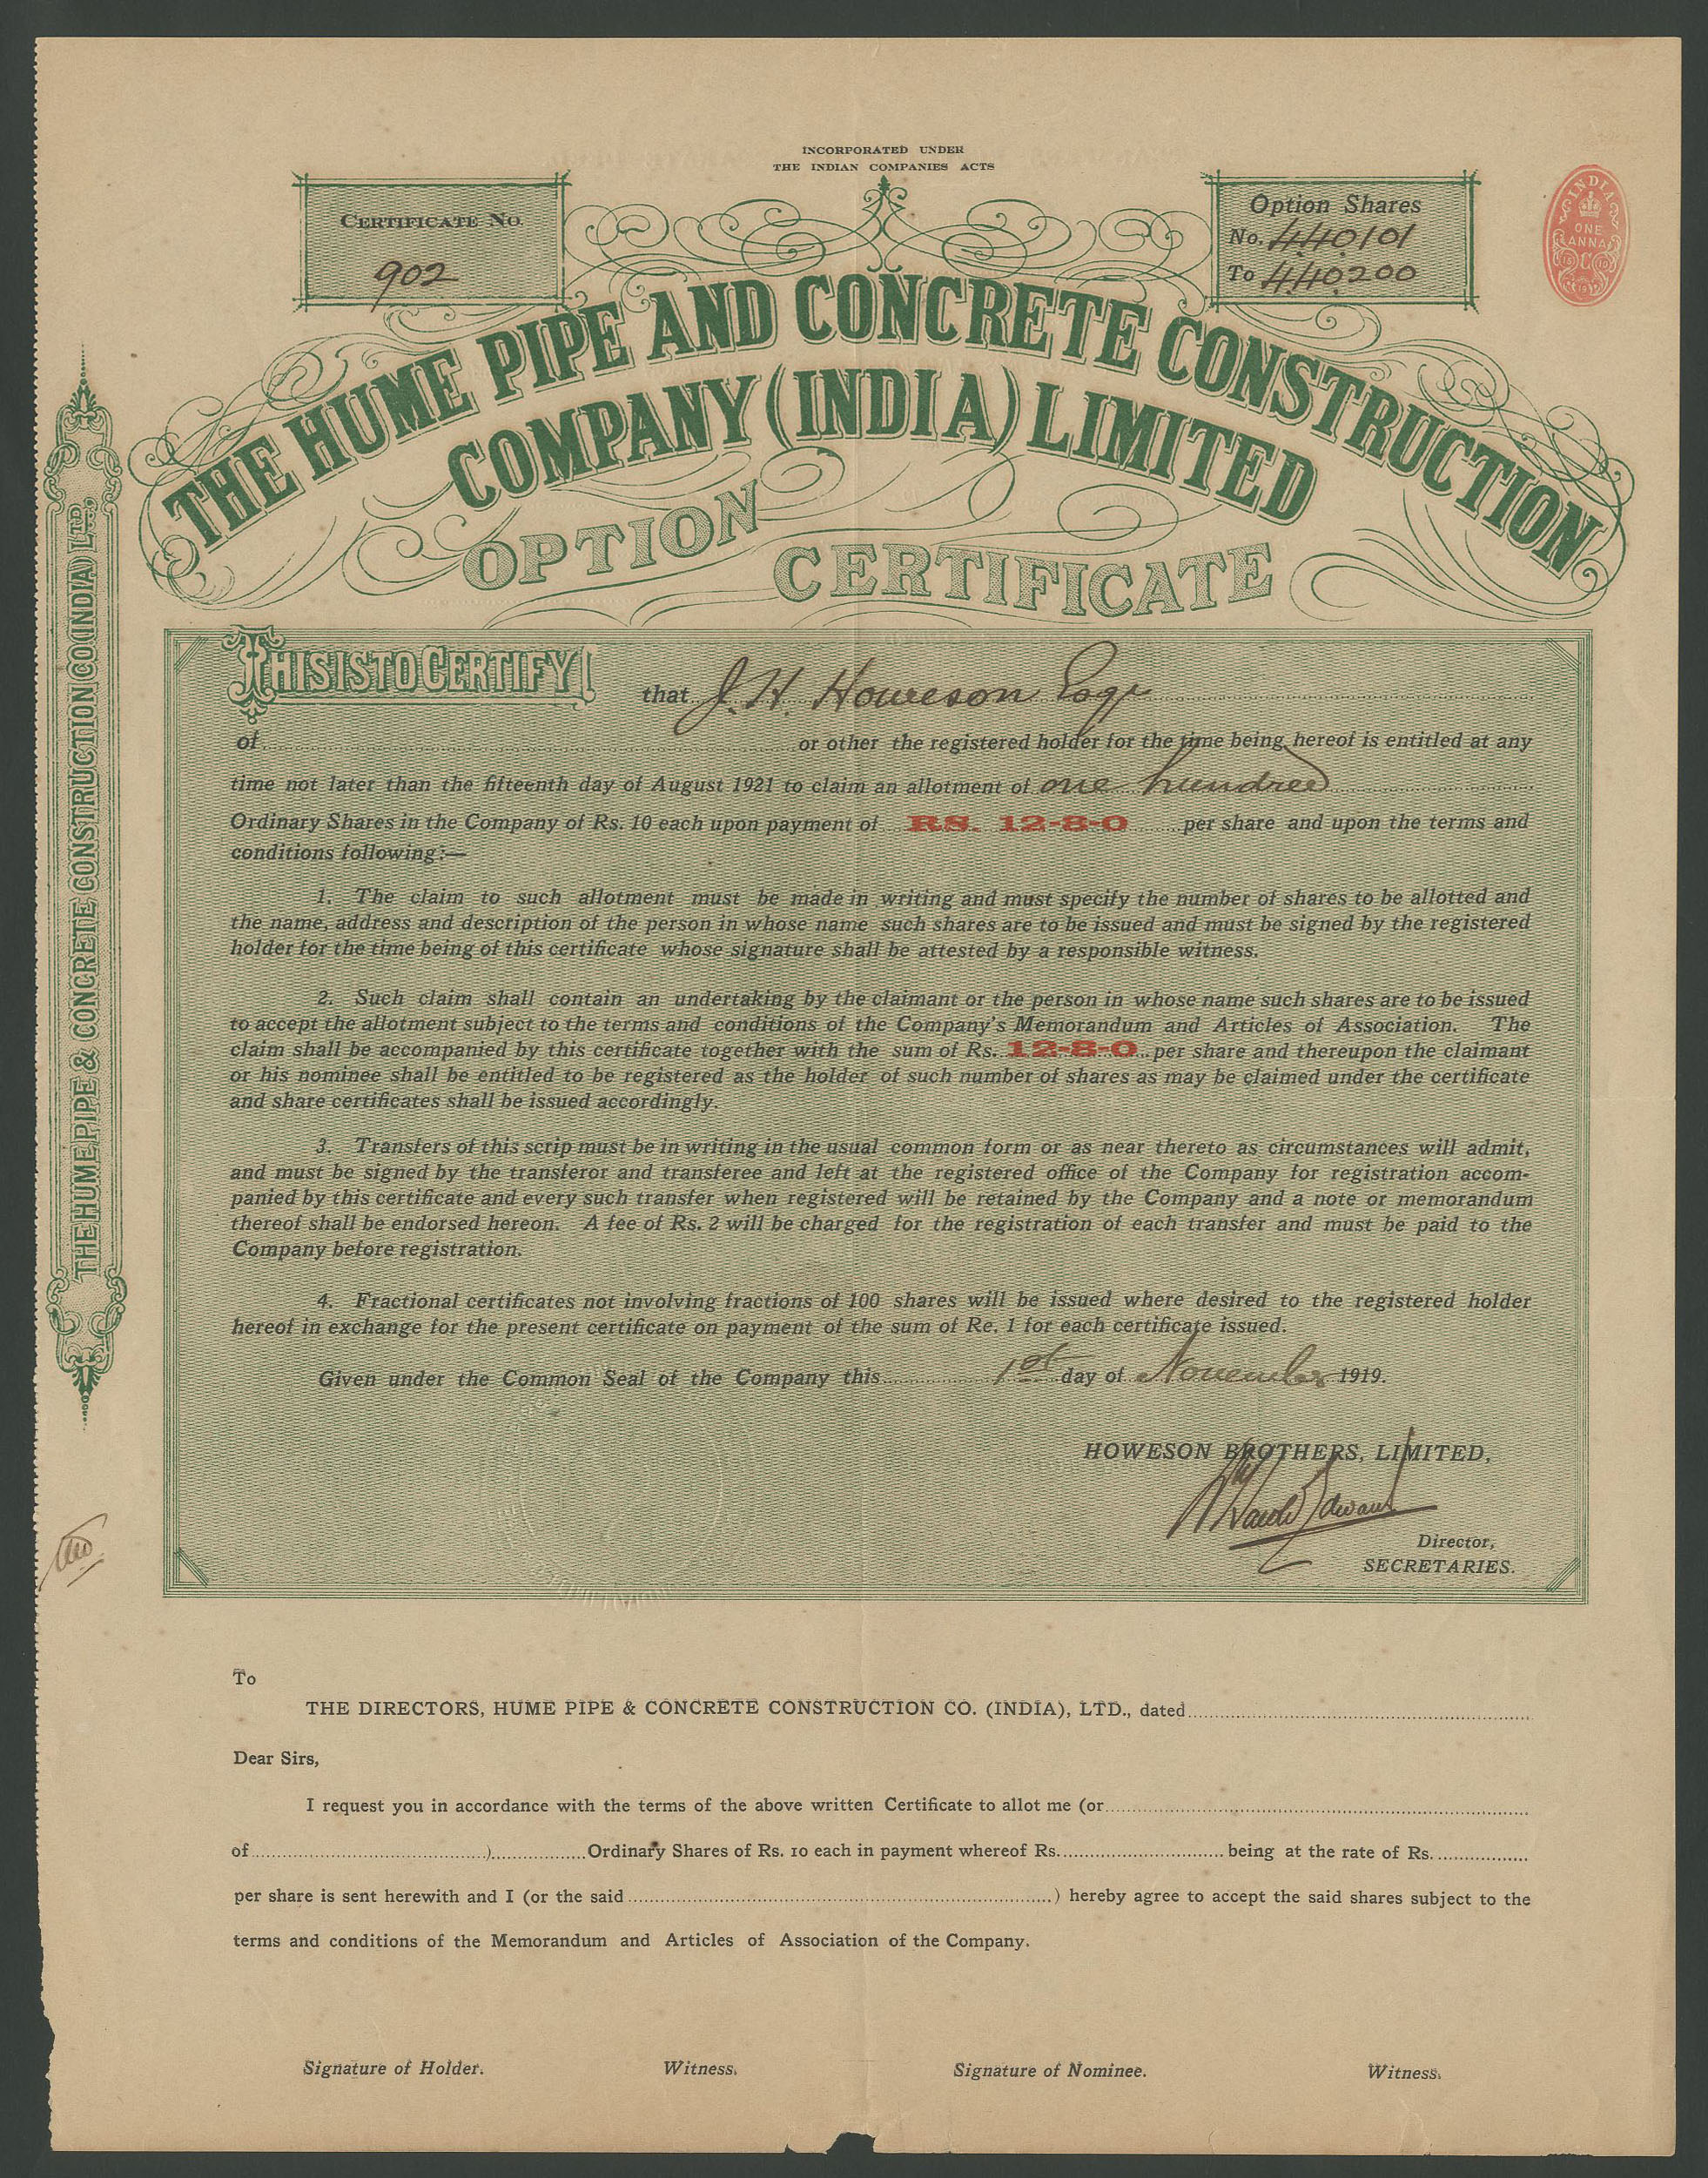 INCORPORATED UNDER
THE INDIAN COMPANIES ACTS
CERTIFICATE NO.
902
Option Shares
No. 440101
To 440200
INDIA
ONE
ANNA
C
THE HUME PIPE AND CONCRETE CONSTRUCTION
COMPANY (INDIA) LIMITED
OPTION
CERTIFICATE
THE HUME PIPE & CONCRETE CONSTRUCTION CO. (INDIA) LTD.
THIS IS TO CERTIFY
that J. H. Howeson Esqr
of or other the registered holder for the time being hereof is entitled at any
time not later than the fifteenth day of August 1921 to claim an allotment of one hundred
Ordinary Shares in the Company of Rs. 10 each upon payment of RS. 12-8-0 per share and upon the terms and
conditions following:—
1. The claim to such allotment must be made in writing and must specify the number of shares to be allotted and
the name, address and description of the person in whose name such shares are to be issued and must be signed by the registered
holder for the time being of this certificate whose signature shall be attested by a responsible witness.
2. Such claim shall contain an undertaking by the claimant or the person in whose name such shares are to be issued
to accept the allotment subject to the terms and conditions of the Company's Memorandum and Articles of Association. The
claim shall be accompanied by this certificate together with the sum of Rs. 12-8-0 per share and thereupon the claimant
or his nominee shall be entitled to be registered as the holder of such number of shares as may be claimed under the certificate
and share certificates shall be issued accordingly.
3. Transfers of this scrip must be in writing in the usual common form or as near thereto as circumstances will admit,
and must be signed by the transferor and transferee and left at the registered office of the Company for registration accom-
panied by this certificate and every such transfer when registered will be retained by the Company and a note or memorandum
thereof shall be endorsed hereon. A fee of Rs. 2 will be charged for the registration of each transfer and must be paid to the
Company before registration.
4. Fractional certificates not involving fractions of 100 shares will be issued where desired to the registered holder
hereof in exchange for the present certificate on payment of the sum of Re. 1 for each certificate issued.
Given under the Common Seal of the Company this 1st day of November 1919.
HOWESON BROTHERS, LIMITED,
Director,
SECRETARIES.
To
THE DIRECTORS, HUME PIPE & CONCRETE CONSTRUCTION CO. (INDIA), LTD., dated
Dear Sirs,
I request you in accordance with the terms of the above written Certificate to allot me (or
of ) Ordinary Shares of Rs. 10 each in payment whereof Rs. being at the rate of Rs.
per share is sent herewith and I (or the said ) hereby agree to accept the said shares subject to the
terms and conditions of the Memorandum and Articles of Association of the Company.
Signature of Holder. Witness. Signature of Nominee. Witness.